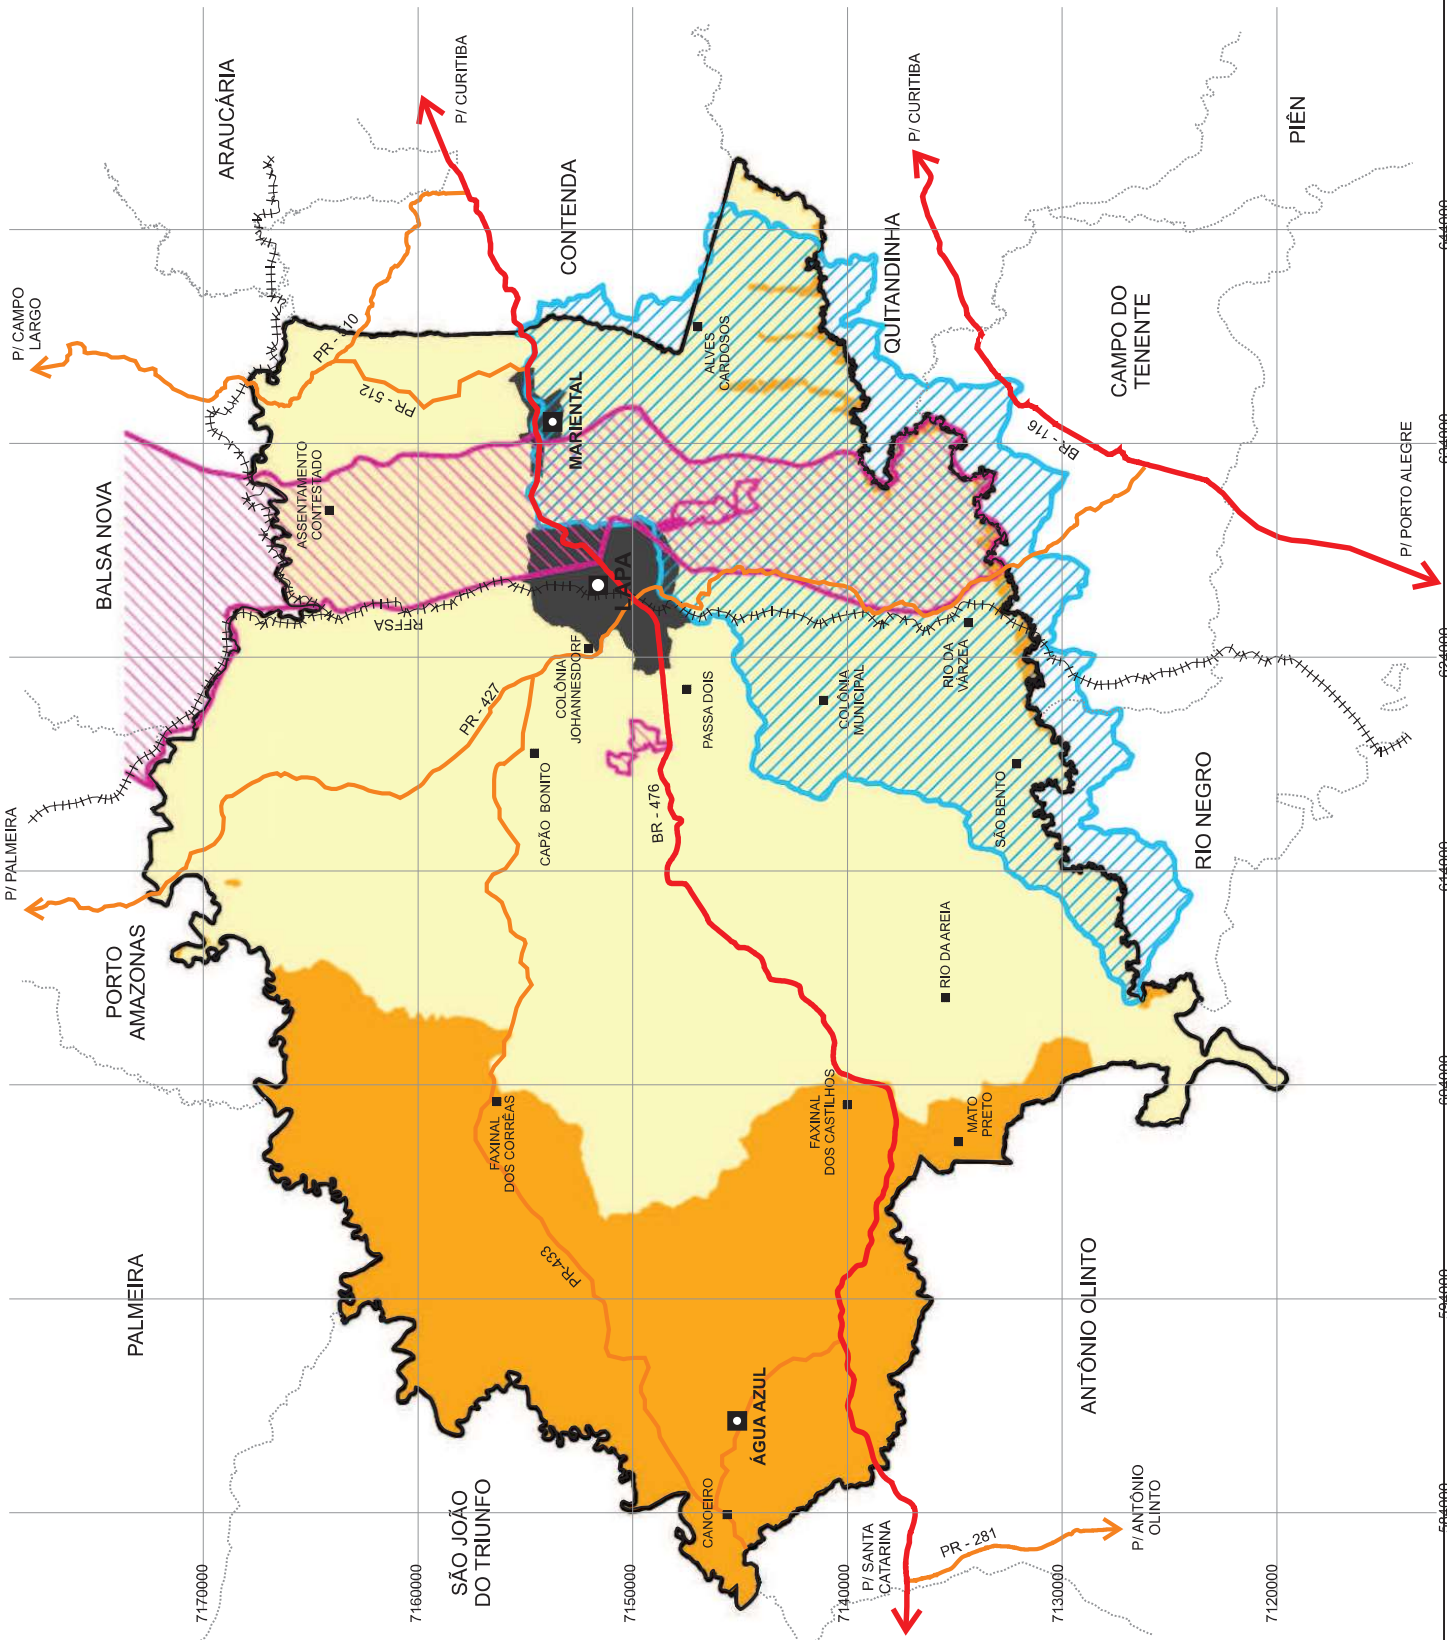 P/ PALMEIRA
P/ CAMPO
LARGO
BALSA NOVA
PORTO
AMAZONAS
PALMEIRA
7170000
ARAUCÁRIA
ASSENTAMENTO
CONTESTADO
PR - 510
PR - 512
RFFSA
7160000
P/ CURITIBA
SÃO JOÃO
DO TRIUNFO
PR - 427
FAXINAL
DOS CORRÊAS
CAPÃO BONITO
PR-433
COLÔNIA
JOHANNESDORF
CONTENDA
MARIENTAL
LAPA
7150000
BR - 476
PASSA DOIS
ALVES
CARDOSOS
CANOEIRO
ÁGUA AZUL
FAXINAL
DOS CASTILHOS
COLÔNIA
MUNICIPAL
7140000
P/ SANTA
CATARINA
QUITANDINHA
P/ CURITIBA
RIO DA AREIA
RIO DA
VÁRZEA
MATO
PRETO
PR - 281
SÃO BENTO
7130000
BR - 116
ANTÔNIO OLINTO
CAMPO DO
TENENTE
P/ ANTÔNIO
OLINTO
RIO NEGRO
7120000
PIÊN
P/ PORTO ALEGRE